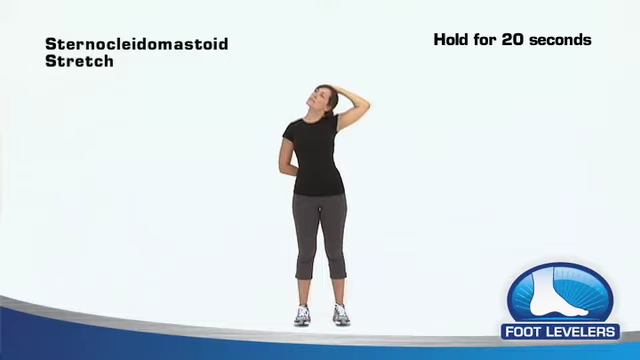 Sternocleidomastoid
Stretch
Hold for 20 seconds
FOOT LEVELERS